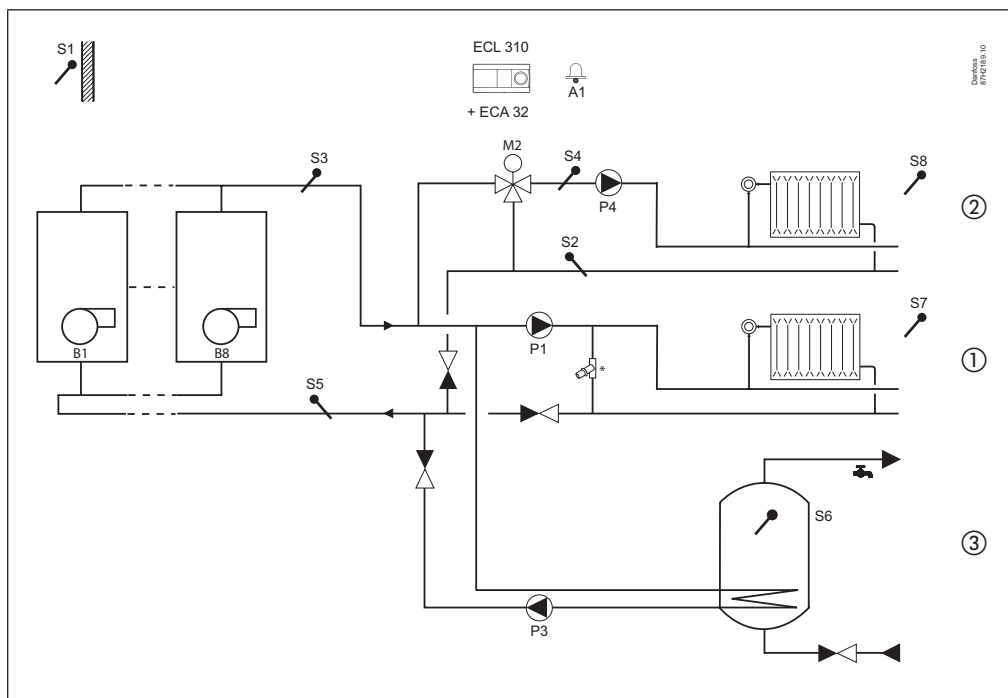 S1
ECL 310
A1
+ ECA 32
Danfoss
87H2189.10
M2
S3
S4
S8
P4
②
S2
S7
B1
B8
P1
*
①
S5
S6
③
P3